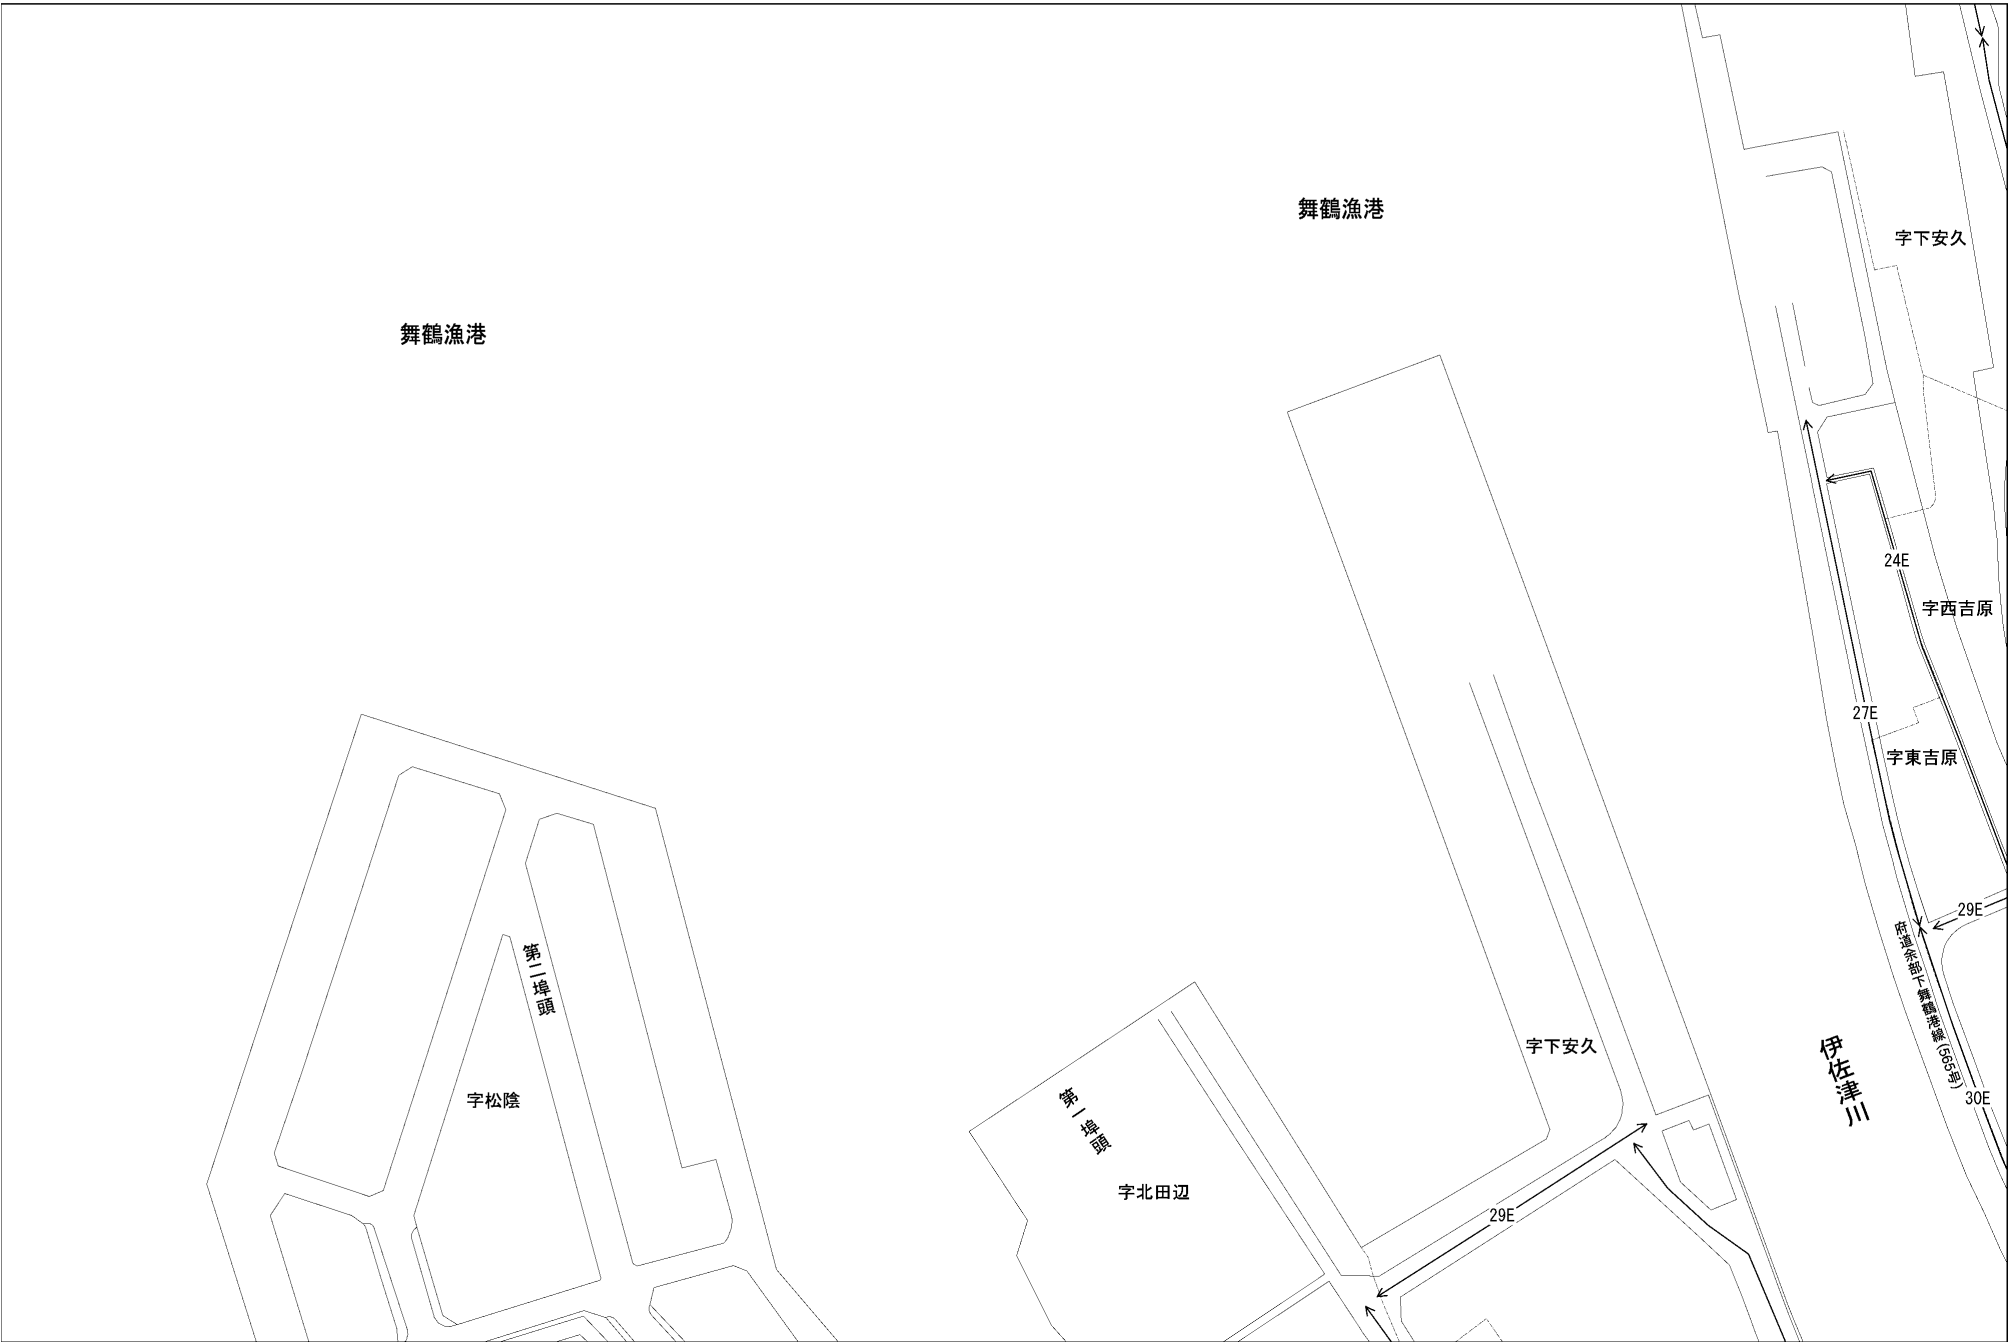 舞鶴漁港
字下安久
舞鶴漁港
24E
字西吉原
27E
字東吉原
29E
府道余部下舞鶴港線(565号)
第二埠頭
伊佐津川
字下安久
30E
字松陰
第一埠頭
字北田辺
29E